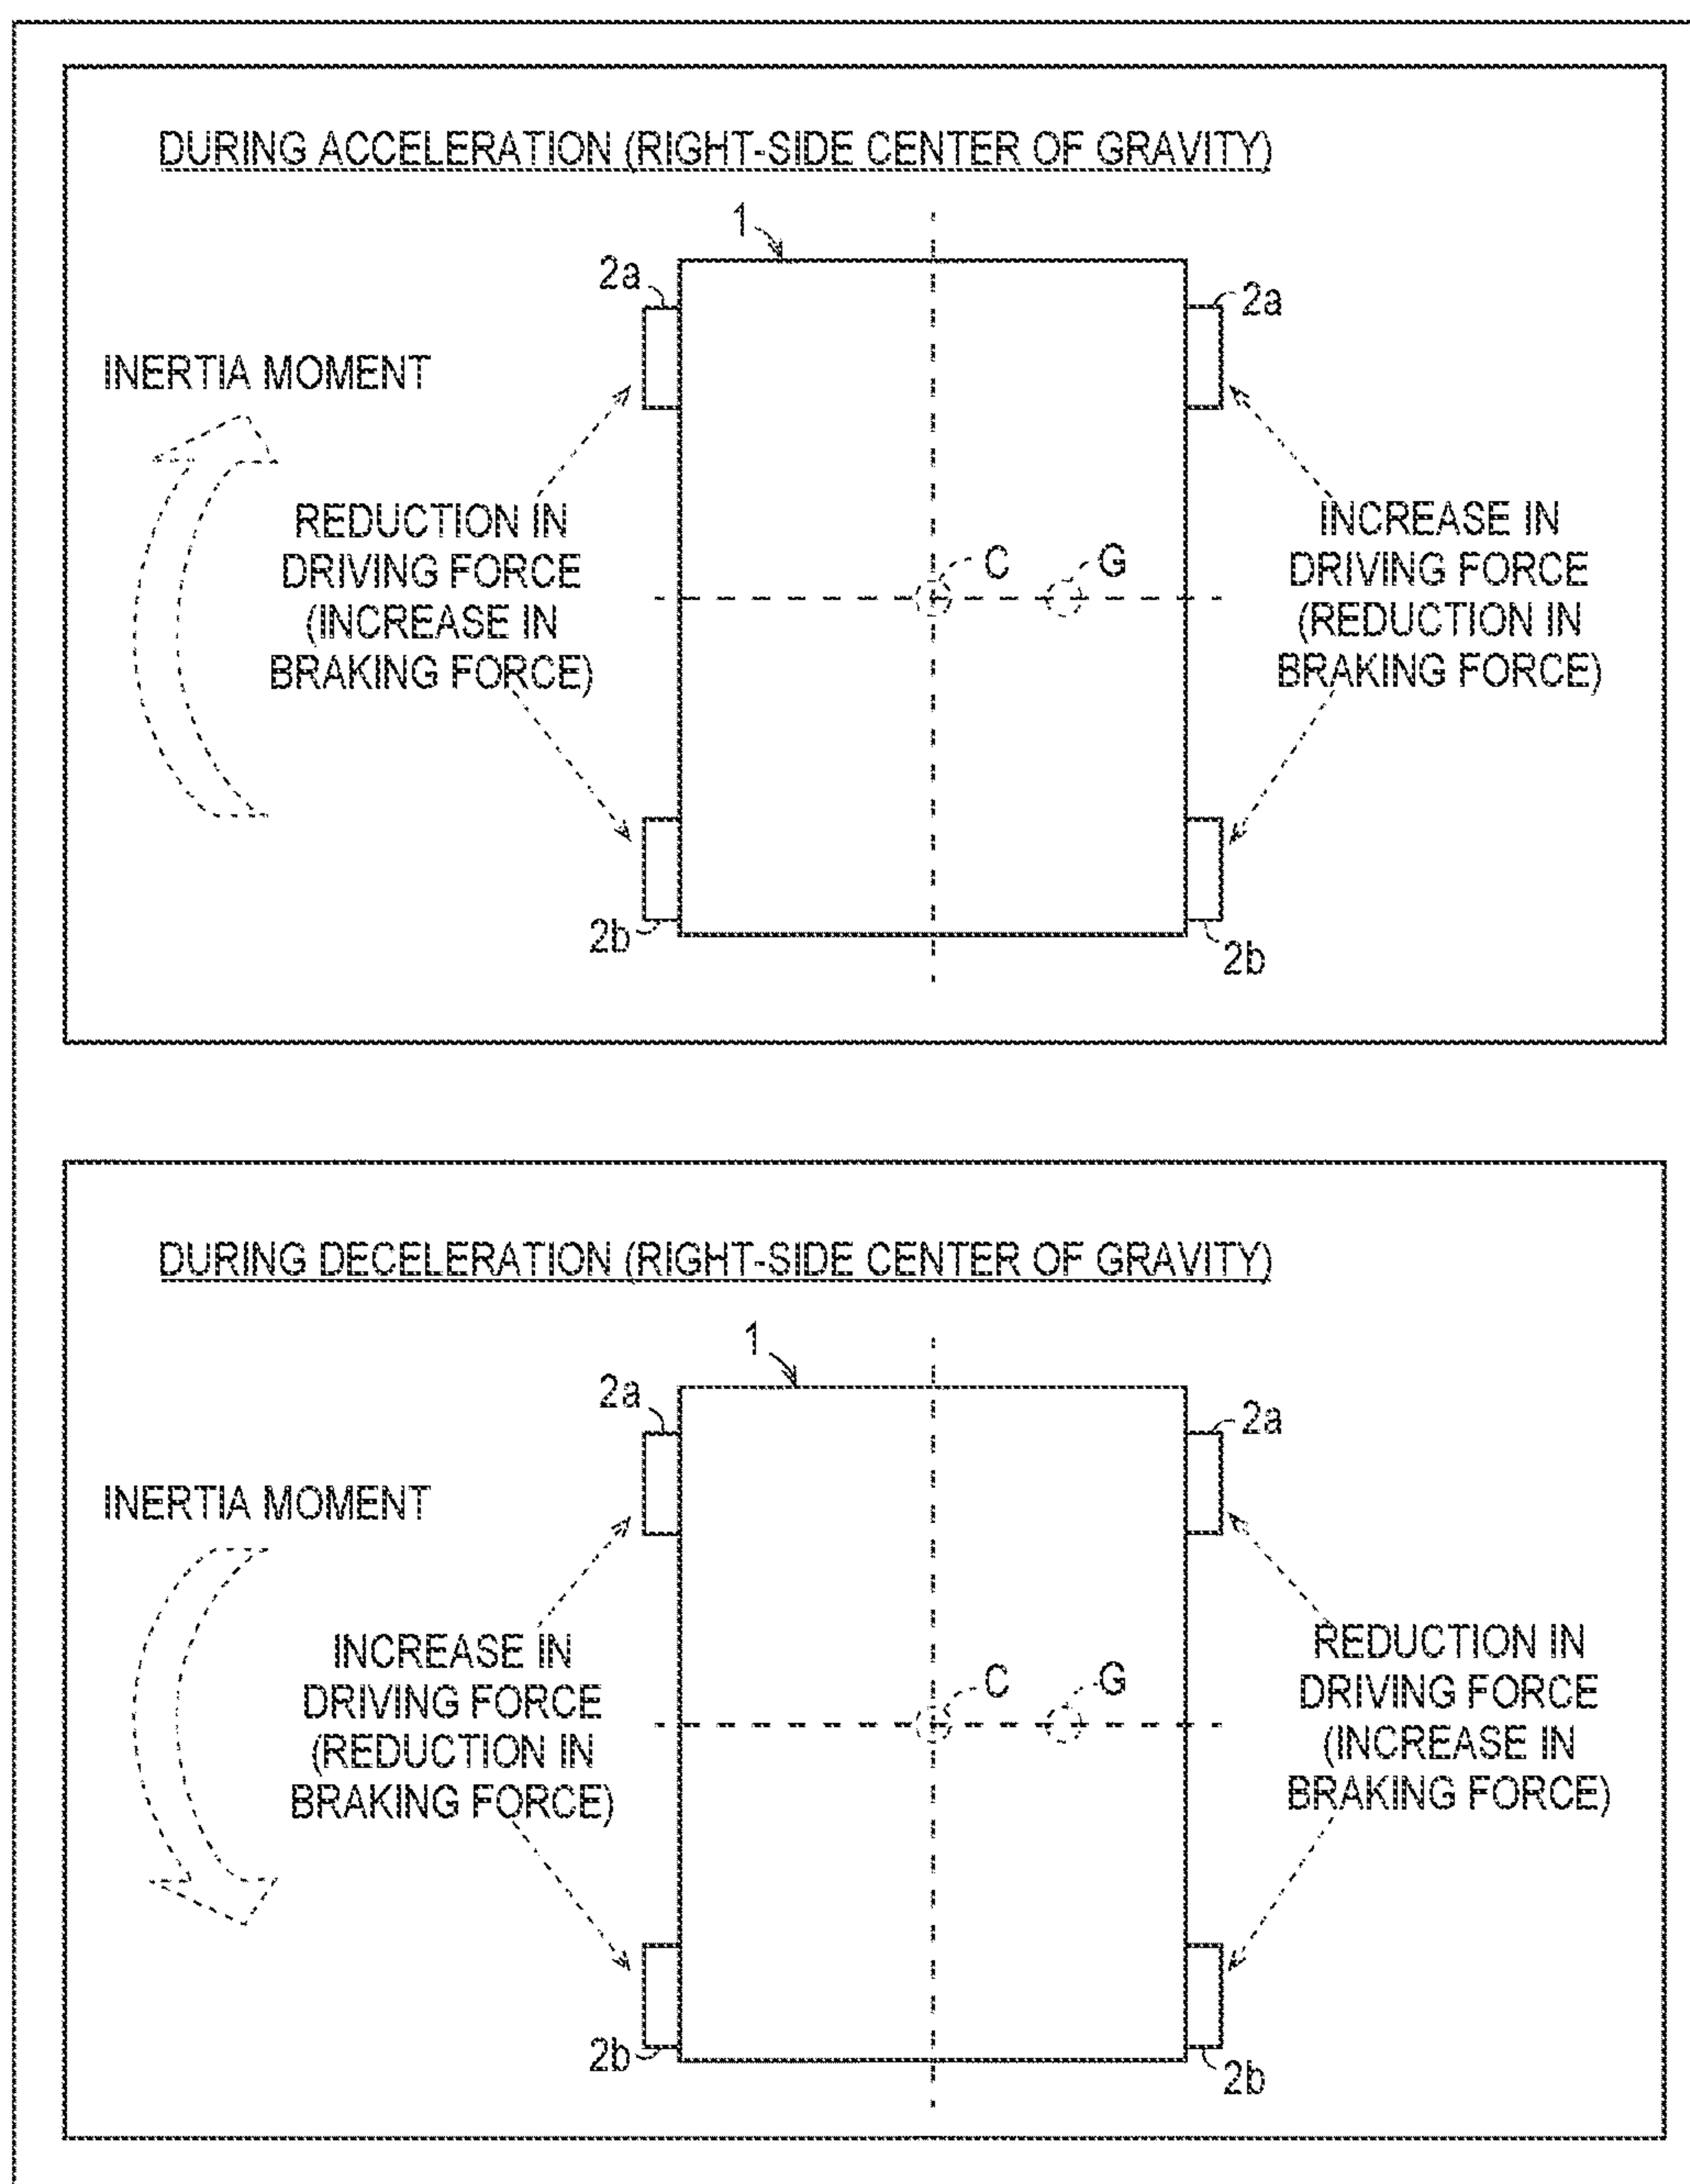 DURING ACCELERATION (RIGHT-SIDE CENTER OF GRAVITY)
1
2a
2a
INERTIA MOMENT
REDUCTION IN
DRIVING FORCE
(INCREASE IN
BRAKING FORCE)
C
G
INCREASE IN
DRIVING FORCE
(REDUCTION IN
BRAKING FORCE)
2b
2b
DURING DECELERATION (RIGHT-SIDE CENTER OF GRAVITY)
1
2a
2a
INERTIA MOMENT
INCREASE IN
DRIVING FORCE
(REDUCTION IN
BRAKING FORCE)
C
G
REDUCTION IN
DRIVING FORCE
(INCREASE IN
BRAKING FORCE)
2b
2b